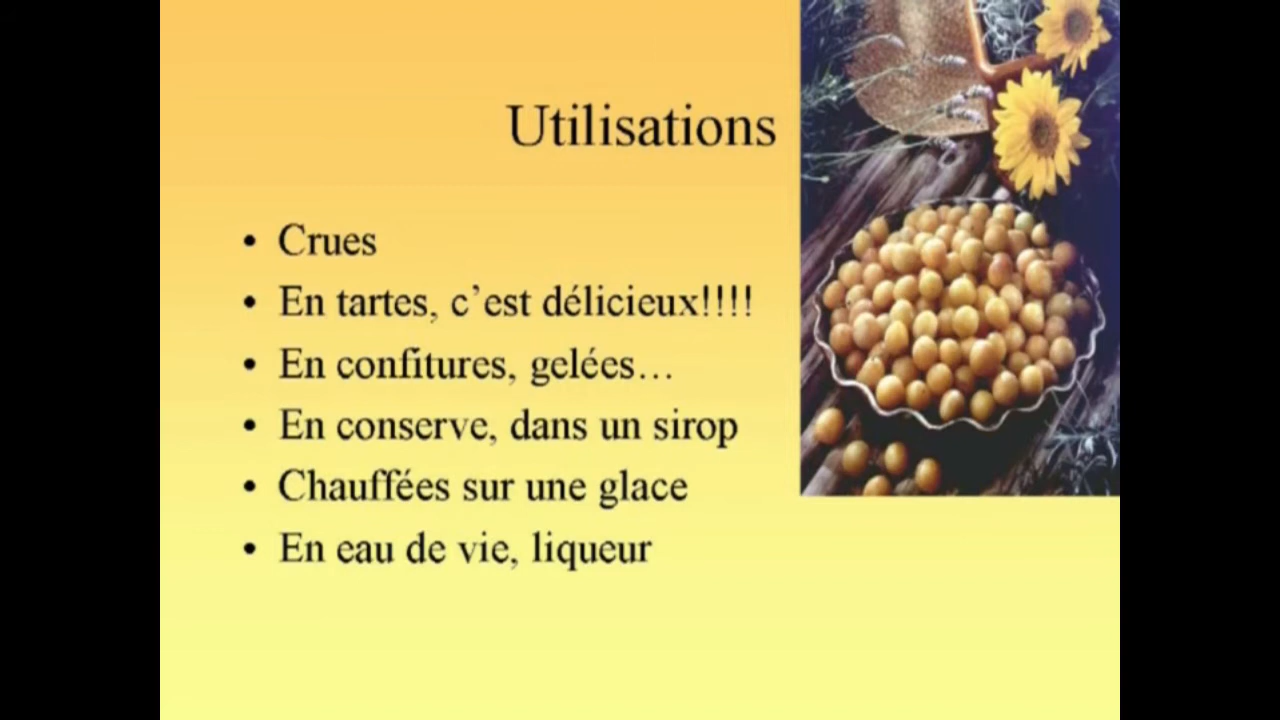 Utilisations
• Crues
• En tartes, c’est délicieux!!!!
• En confitures, gelées…
• En conserve, dans un sirop
• Chauffées sur une glace
• En eau de vie, liqueur